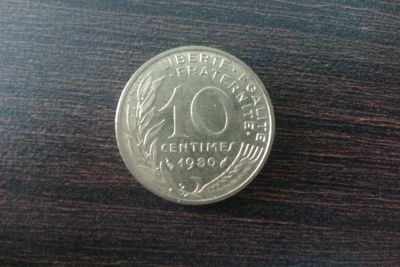 LIBERTE · EGALITE
· FRATERNITE ·
10
CENTIMES
1980